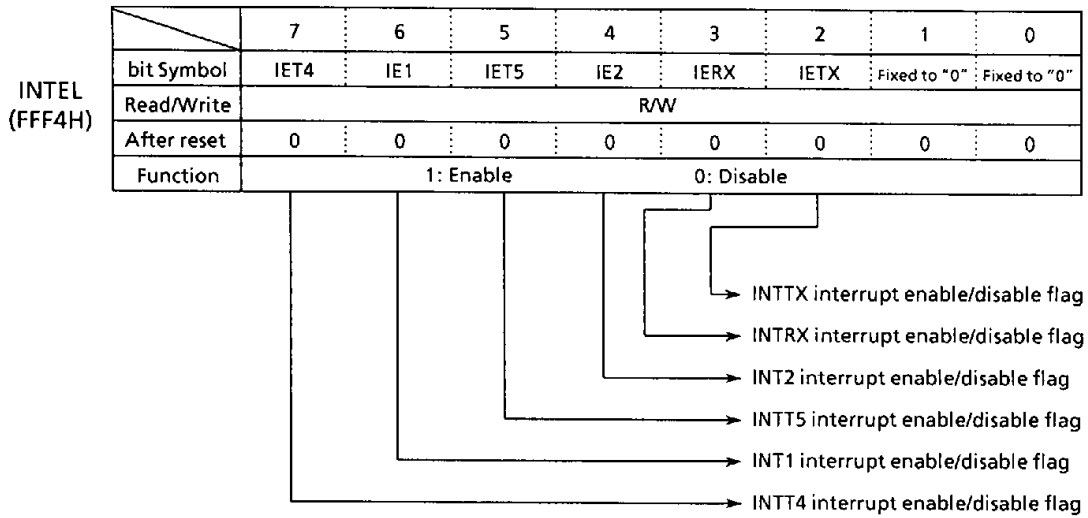 7 6 5 4 3 2 1 0
bit Symbol IET4 IE1 IET5 IE2 IERX IETX Fixed to "0" Fixed to "0"
INTEL
(FFF4H)
Read/Write R/W
After reset 0 0 0 0 0 0 0 0
Function 1: Enable 0: Disable
INTTX interrupt enable/disable flag
INTRX interrupt enable/disable flag
INT2 interrupt enable/disable flag
INTT5 interrupt enable/disable flag
INT1 interrupt enable/disable flag
INTT4 interrupt enable/disable flag